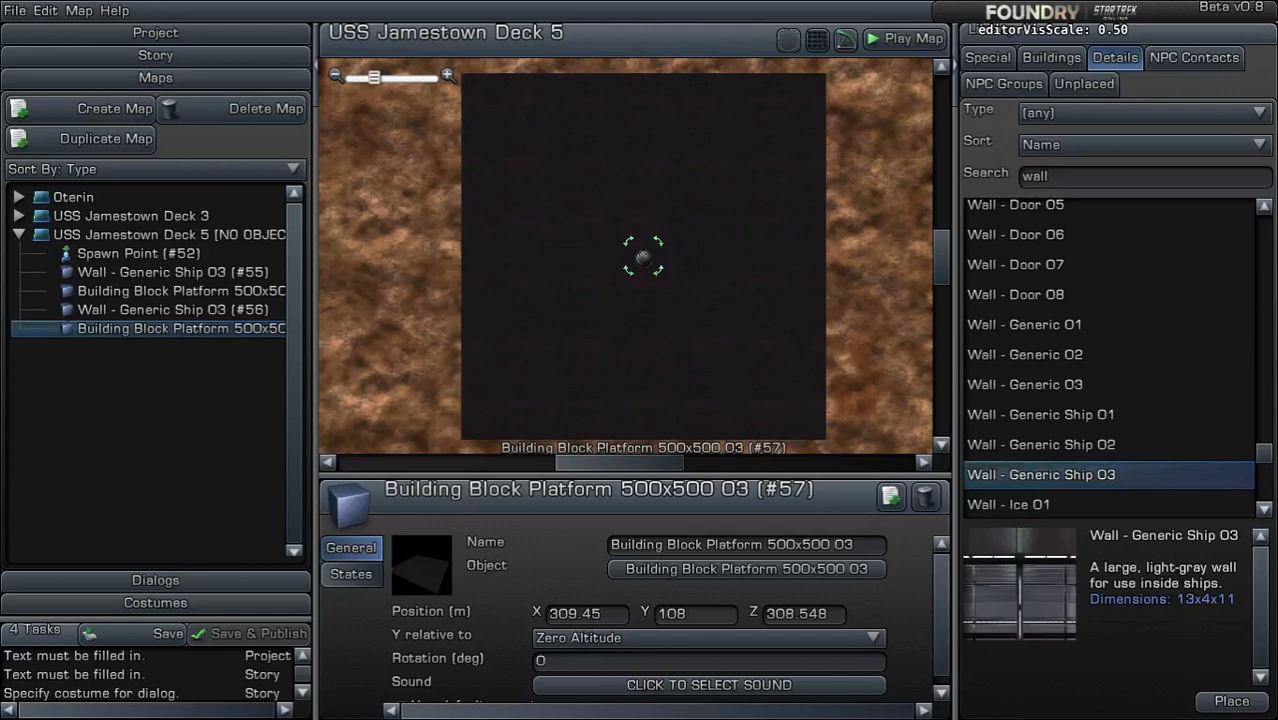 File Edit Map Help
FOUNDRY STAR TREK ONLINE
Beta v0.8
editorVisScale: 0.50
Project
Story
Maps
Create Map
Delete Map
Duplicate Map
Sort By: Type
Oterin
USS Jamestown Deck 3
USS Jamestown Deck 5 [NO OBJEC
Spawn Point (#52)
Wall - Generic Ship 03 (#55)
Building Block Platform 500x50
Wall - Generic Ship 03 (#56)
Building Block Platform 500x50
Dialogs
Costumes
4 Tasks
Save
Save & Publish
Text must be filled in. Project
Text must be filled in. Story
Specify costume for dialog. Story
USS Jamestown Deck 5
Play Map
Building Block Platform 500x500 03 (#57)
Building Block Platform 500x500 03 (#57)
General
States
Name Building Block Platform 500x500 03
Object Building Block Platform 500x500 03
Position (m) X 309.45 Y 108 Z 308.548
Y relative to Zero Altitude
Rotation (deg) 0
Sound CLICK TO SELECT SOUND
Special Buildings Details NPC Contacts
NPC Groups Unplaced
Type (any)
Sort Name
Search wall
Wall - Door 05
Wall - Door 06
Wall - Door 07
Wall - Door 08
Wall - Generic 01
Wall - Generic 02
Wall - Generic 03
Wall - Generic Ship 01
Wall - Generic Ship 02
Wall - Generic Ship 03
Wall - Ice 01
Wall - Generic Ship 03
A large, light-gray wall
for use inside ships.
Dimensions: 13x4x11
Place